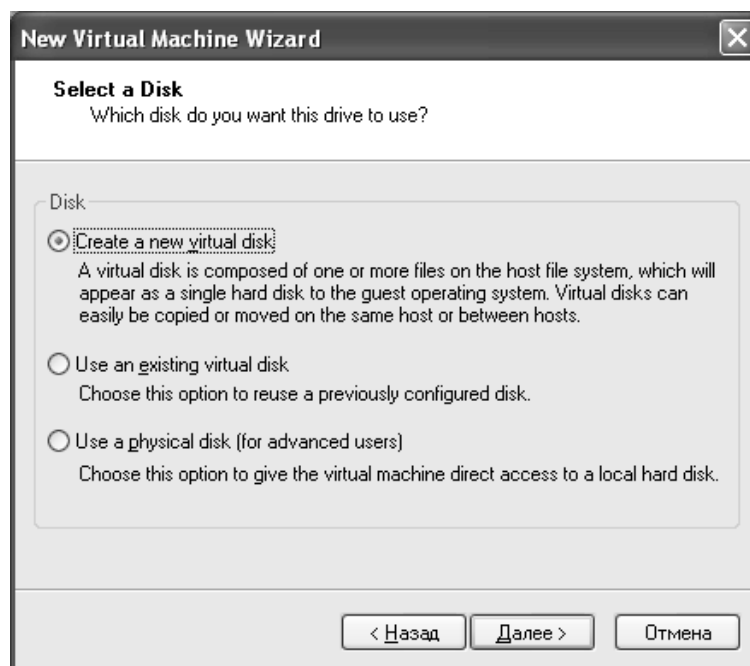 New Virtual Machine Wizard
Select a Disk
Which disk do you want this drive to use?
Disk
Create a new virtual disk
A virtual disk is composed of one or more files on the host file system, which will
appear as a single hard disk to the guest operating system. Virtual disks can
easily be copied or moved on the same host or between hosts.
Use an existing virtual disk
Choose this option to reuse a previously configured disk.
Use a physical disk (for advanced users)
Choose this option to give the virtual machine direct access to a local hard disk.
< Назад Далее > Отмена